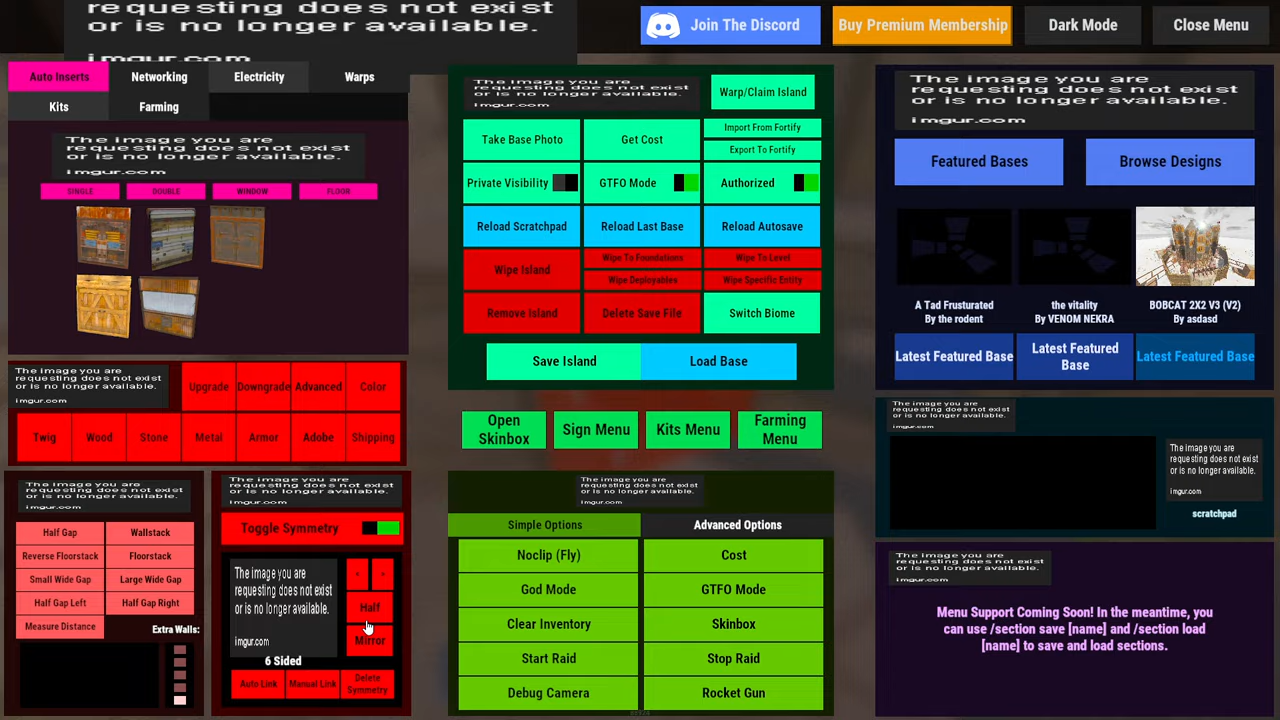 requesting does not exist
or is no longer available.
imgur.com
Join The Discord
Buy Premium Membership
Dark Mode
Close Menu
Auto Inserts
Networking
Electricity
Warps
Kits
Farming
The image you are
requesting does not exist
or is no longer available.
imgur.com
SINGLE
DOUBLE
WINDOW
FLOOR
The image you are
requesting does not exist
or is no longer available.
imgur.com
Upgrade
Downgrade
Advanced
Color
Twig
Wood
Stone
Metal
Armor
Adobe
Shipping
The image you are
requesting does not exist
or is no longer available.
imgur.com
Half Gap
Wallstack
Reverse Floorstack
Floorstack
Small Wide Gap
Large Wide Gap
Half Gap Left
Half Gap Right
Measure Distance
Extra Walls:
The image you are
requesting does not exist
or is no longer available.
imgur.com
Toggle Symmetry
The image you are
requesting does not exist
or is no longer available.
imgur.com
<
>
Half
Mirror
6 Sided
Auto Link
Manual Link
Delete
Symmetry
The image you are
requesting does not exist
or is no longer available.
imgur.com
Warp/Claim Island
Take Base Photo
Get Cost
Import From Fortify
Export To Fortify
Private Visibility
GTFO Mode
Authorized
Reload Scratchpad
Reload Last Base
Reload Autosave
Wipe Island
Wipe To Foundations
Wipe To Level
Wipe Deployables
Wipe Specific Entity
Remove Island
Delete Save File
Switch Biome
Save Island
Load Base
Open
Skinbox
Sign Menu
Kits Menu
Farming
Menu
The image you are
requesting does not exist
or is no longer available.
imgur.com
Simple Options
Advanced Options
Noclip (Fly)
Cost
God Mode
GTFO Mode
Clear Inventory
Skinbox
Start Raid
Stop Raid
Debug Camera
Rocket Gun
The image you are
requesting does not exist
or is no longer available.
imgur.com
Featured Bases
Browse Designs
A Tad Frusturated
By the rodent
the vitality
By VENOM NEKRA
BOBCAT 2X2 V3 (V2)
By asdasd
Latest Featured Base
Latest Featured
Base
Latest Featured Base
The image you are
requesting does not exist
or is no longer available.
imgur.com
The image you are
requesting does not exist
or is no longer available.
imgur.com
scratchpad
The image you are
requesting does not exist
or is no longer available.
imgur.com
Menu Support Coming Soon! In the meantime, you
can use /section save [name] and /section load
[name] to save and load sections.